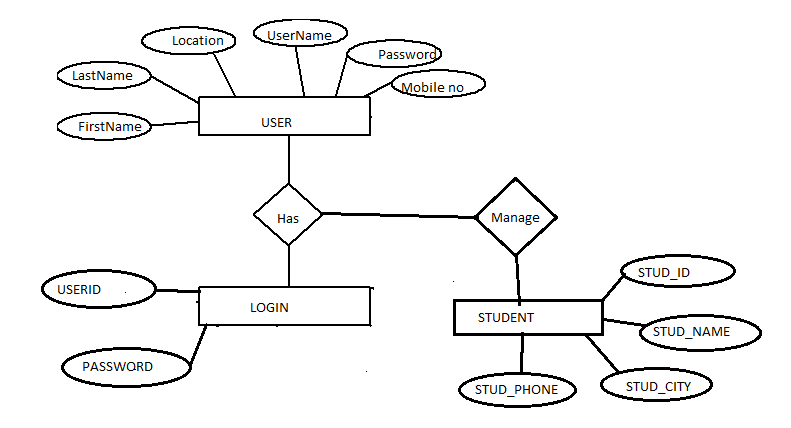 UserName
Location
Password
LastName
Mobile no
FirstName
USER
Has
Manage
STUD_ID
USERID
LOGIN
STUDENT
STUD_NAME
PASSWORD
STUD_PHONE
STUD_CITY